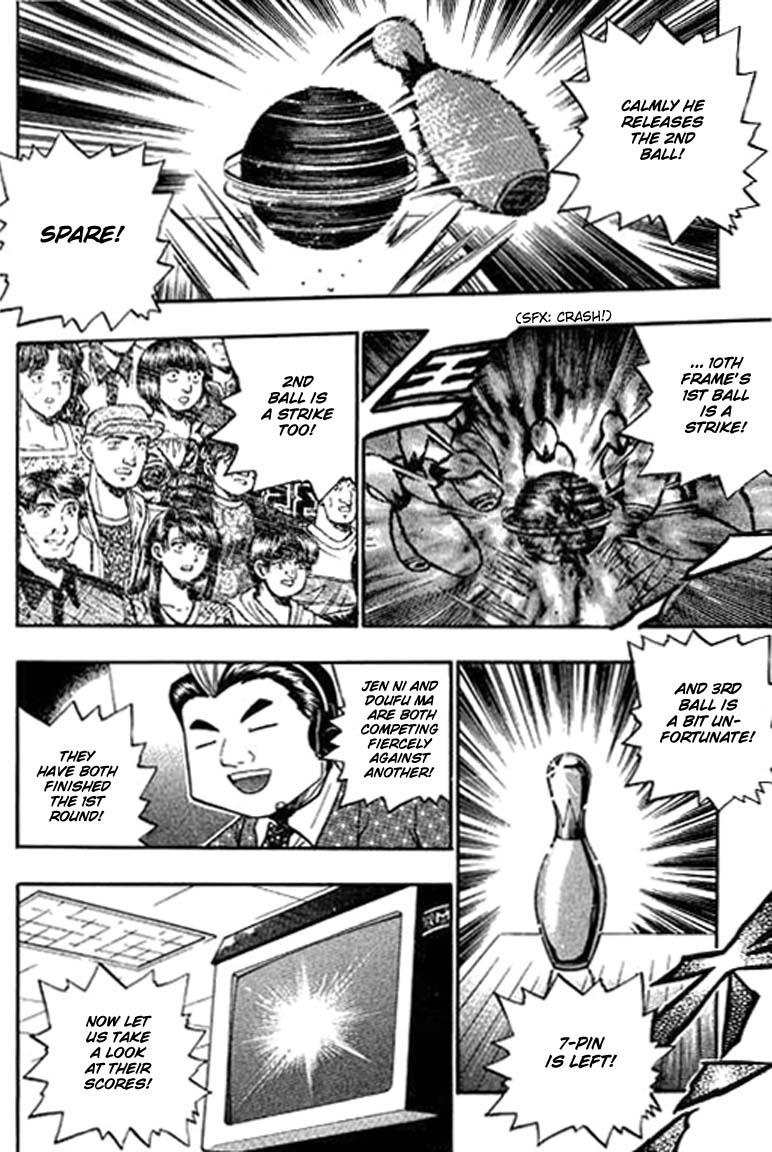 CALMLY HE
RELEASES
THE 2ND
BALL!
SPARE!
(SFX: CRASH!)
... 10TH
FRAME'S
1ST BALL
IS A
STRIKE!
王
2ND
BALL IS
A STRIKE
TOO!
AND 3RD
BALL IS
A BIT UN-
FORTUNATE!
7-PIN
IS LEFT!
JEN NI AND
DOUFU MA
ARE BOTH
COMPETING
FIERCELY
AGAINST
ANOTHER!
THEY
HAVE BOTH
FINISHED
THE 1ST
ROUND!
NOW LET
US TAKE
A LOOK
AT THEIR
SCORES!